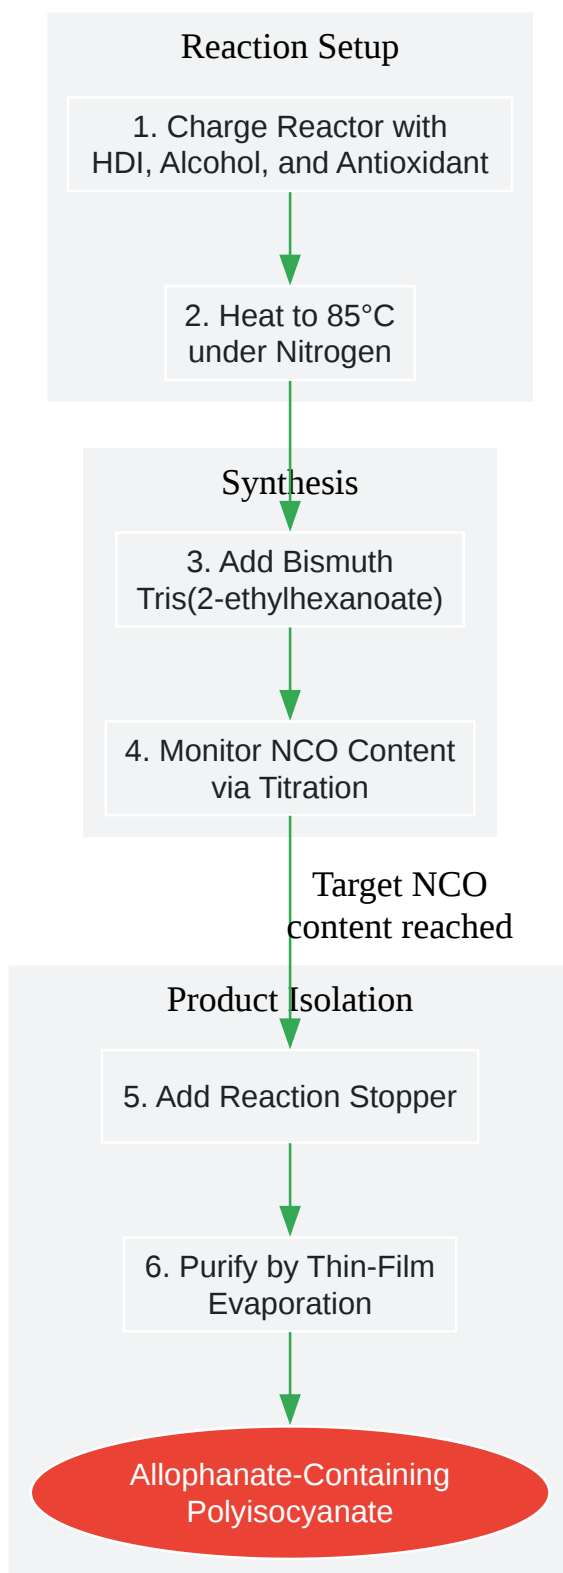 Reaction Setup
1. Charge Reactor with
HDI, Alcohol, and Antioxidant
2. Heat to 85°C
under Nitrogen
Synthesis
3. Add Bismuth
Tris(2-ethylhexanoate)
4. Monitor NCO Content
via Titration
Target NCO
content reached
Product Isolation
5. Add Reaction Stopper
6. Purify by Thin-Film
Evaporation
Allophanate-Containing
Polyisocyanate